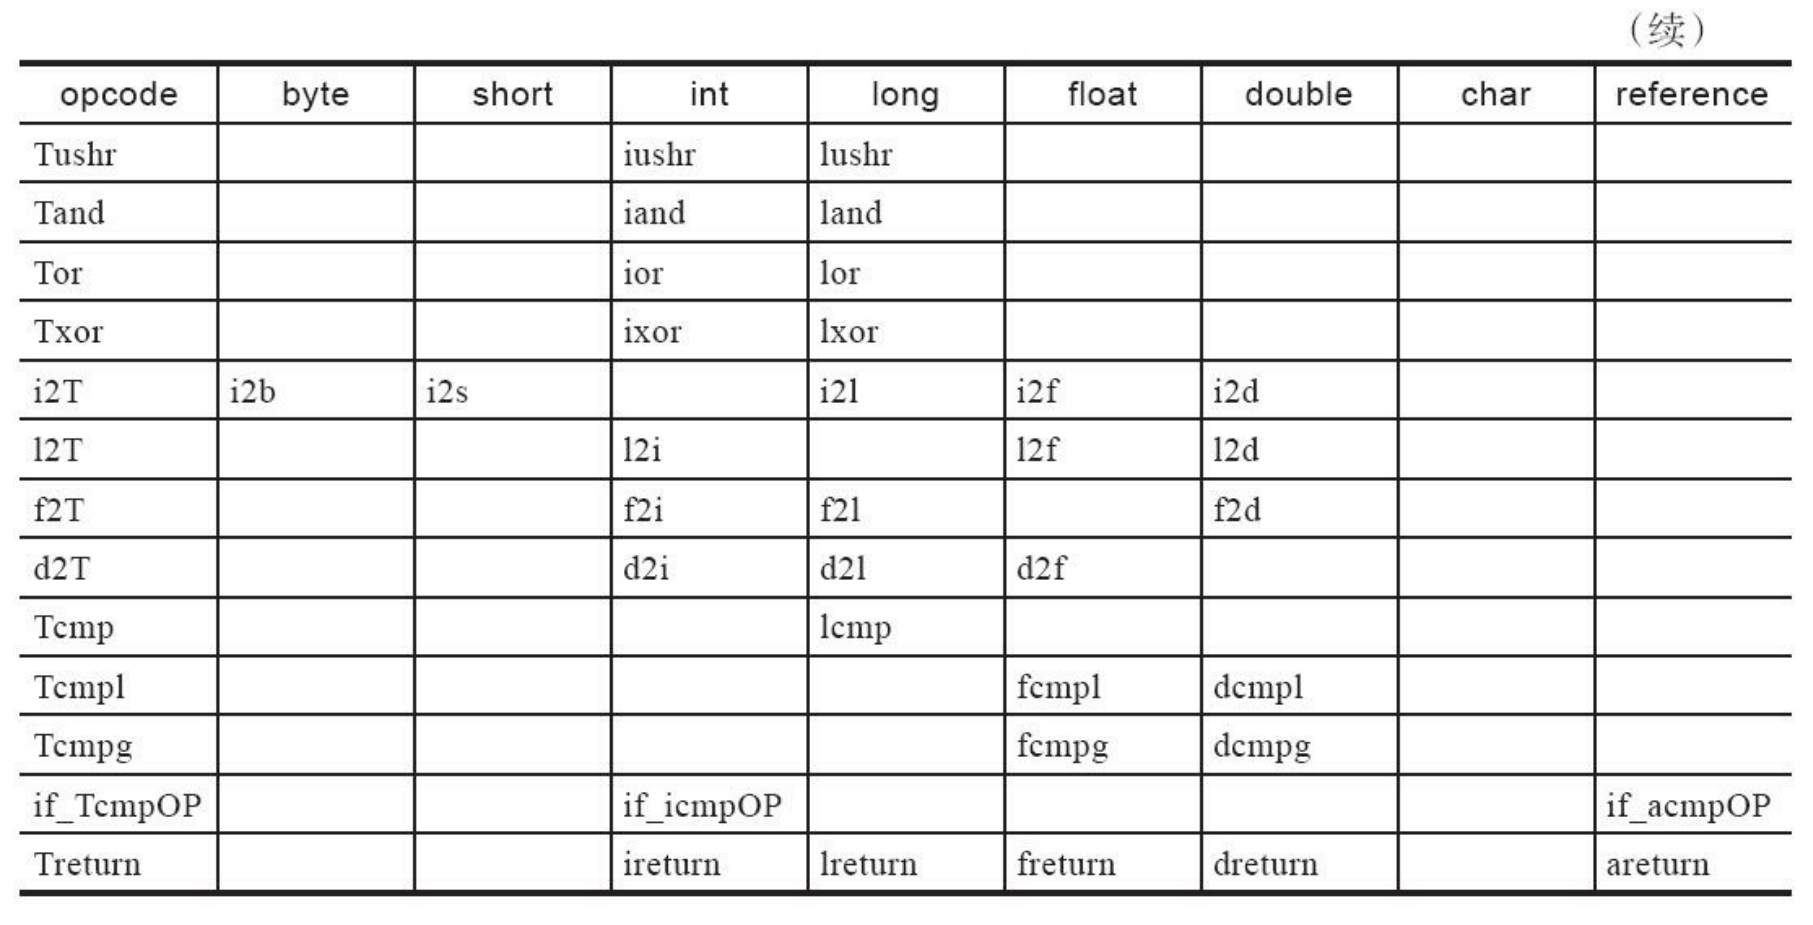 （续）
opcode byte short int long float double char reference
Tushr iushr lushr
Tand iand land
Tor ior lor
Txor ixor lxor
i2T i2b i2s i2l i2f i2d
l2T l2i l2f l2d
f2T f2i f2l f2d
d2T d2i d2l d2f
Tcmp lcmp
Tcmpl fcmpl dcmpl
Tcmpg fcmpg dcmpg
if_TcmpOP if_icmpOP if_acmpOP
Treturn ireturn lreturn freturn dreturn areturn